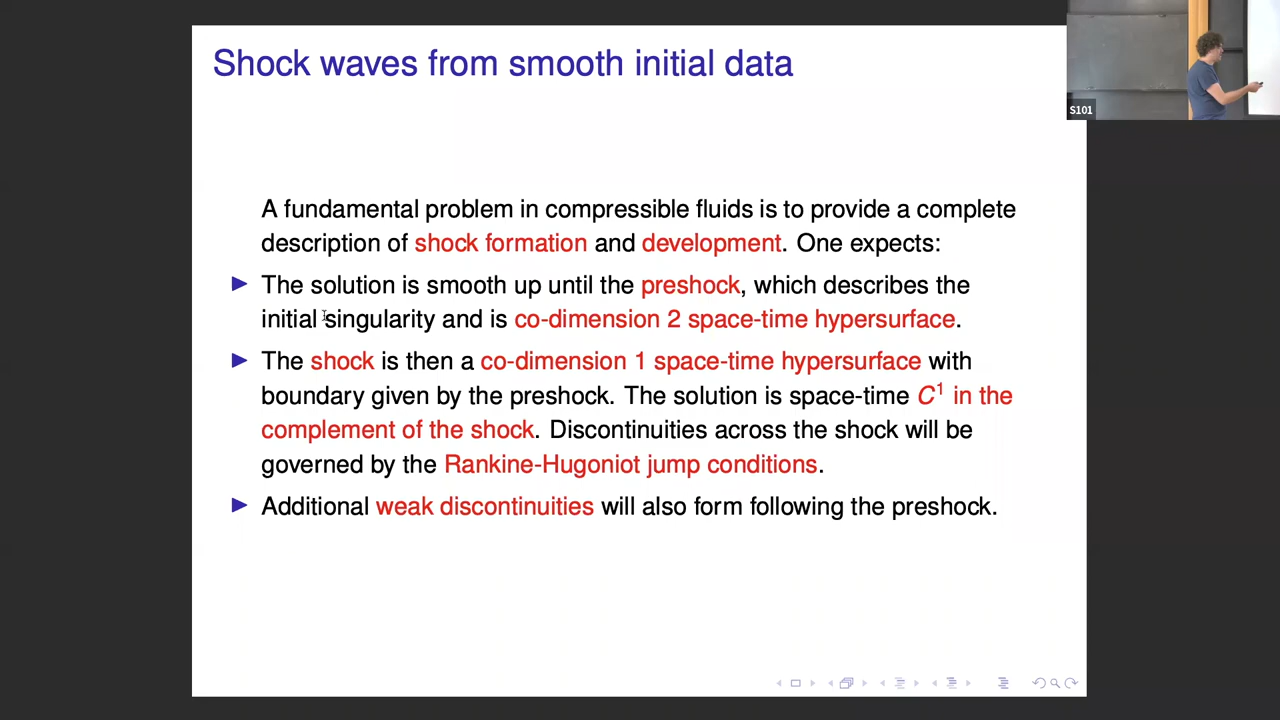 Shock waves from smooth initial data
S101
A fundamental problem in compressible fluids is to provide a complete
description of shock formation and development. One expects:
The solution is smooth up until the preshock, which describes the
initial singularity and is co-dimension 2 space-time hypersurface.
The shock is then a co-dimension 1 space-time hypersurface with
boundary given by the preshock. The solution is space-time C¹ in the
complement of the shock. Discontinuities across the shock will be
governed by the Rankine-Hugoniot jump conditions.
Additional weak discontinuities will also form following the preshock.